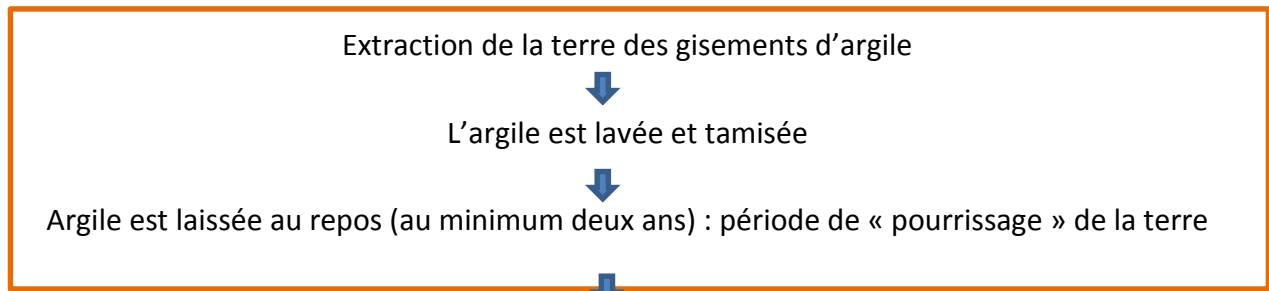 Extraction de la terre des gisements d’argile
L’argile est lavée et tamisée
Argile est laissée au repos (au minimum deux ans) : période de « pourrissage » de la terre